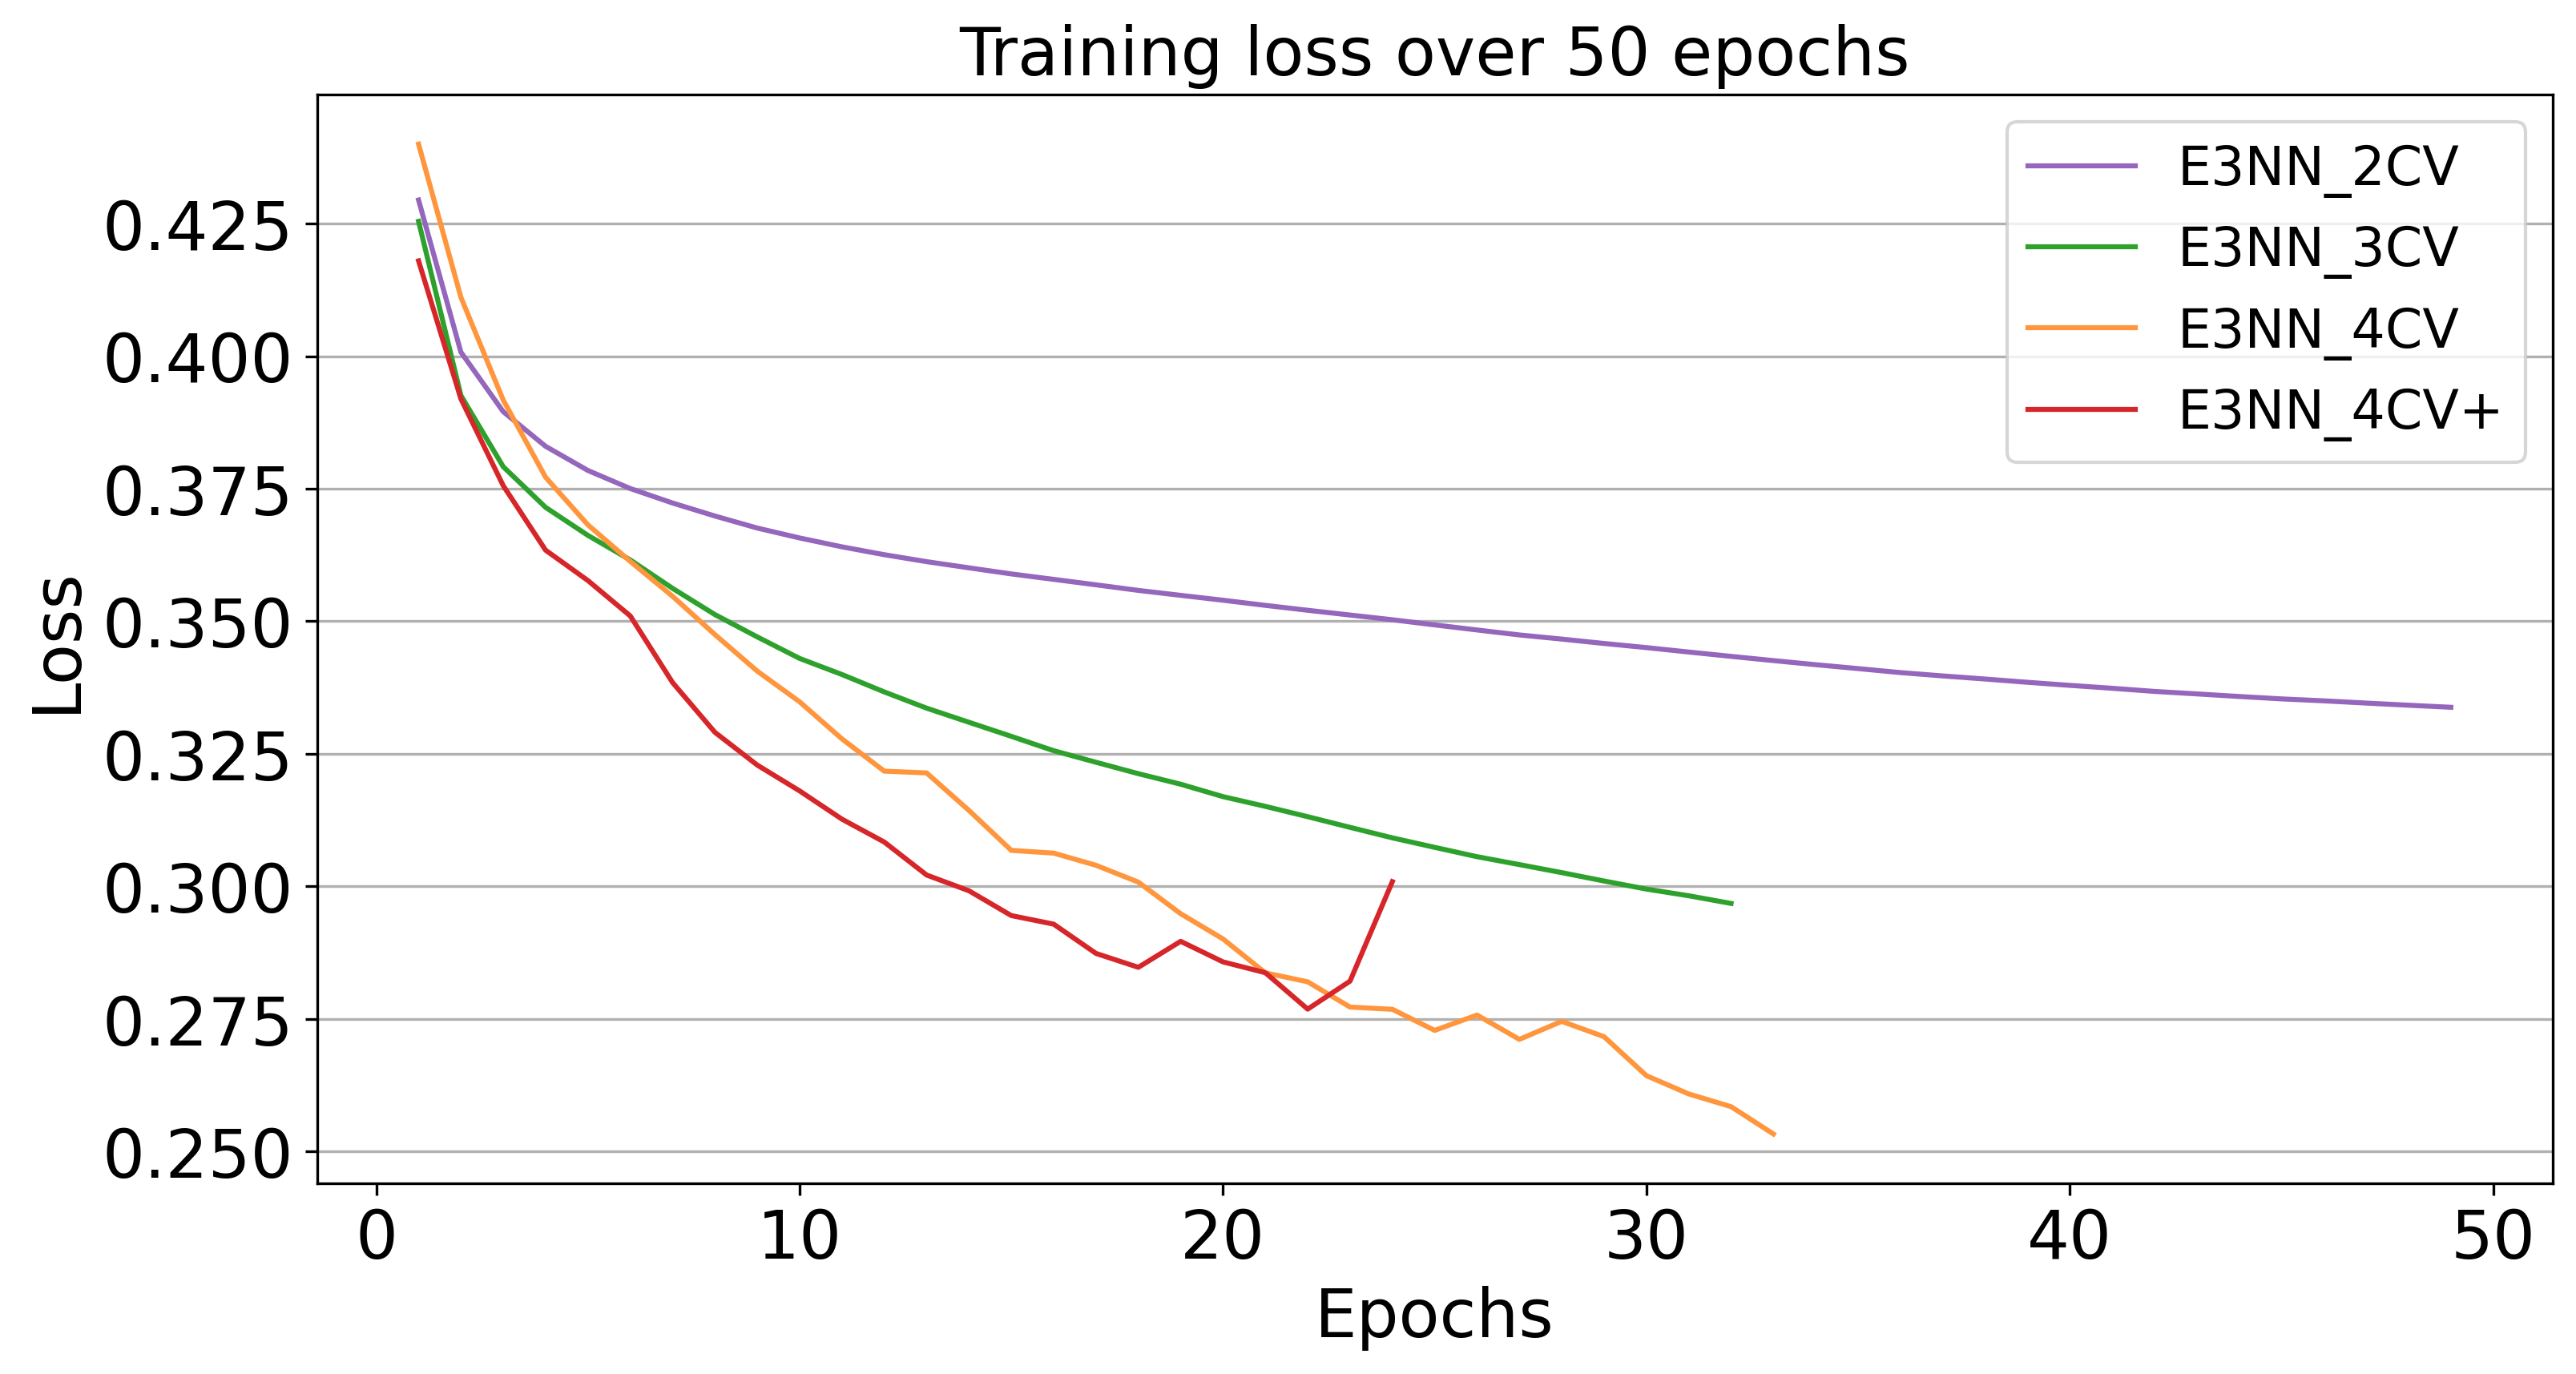 Training loss over 50 epochs
E3NN_2CV
E3NN_3CV
E3NN_4CV
E3NN_4CV+
Loss
0.425
0.400
0.375
0.350
0.325
0.300
0.275
0.250
0 10 20 30 40 50
Epochs